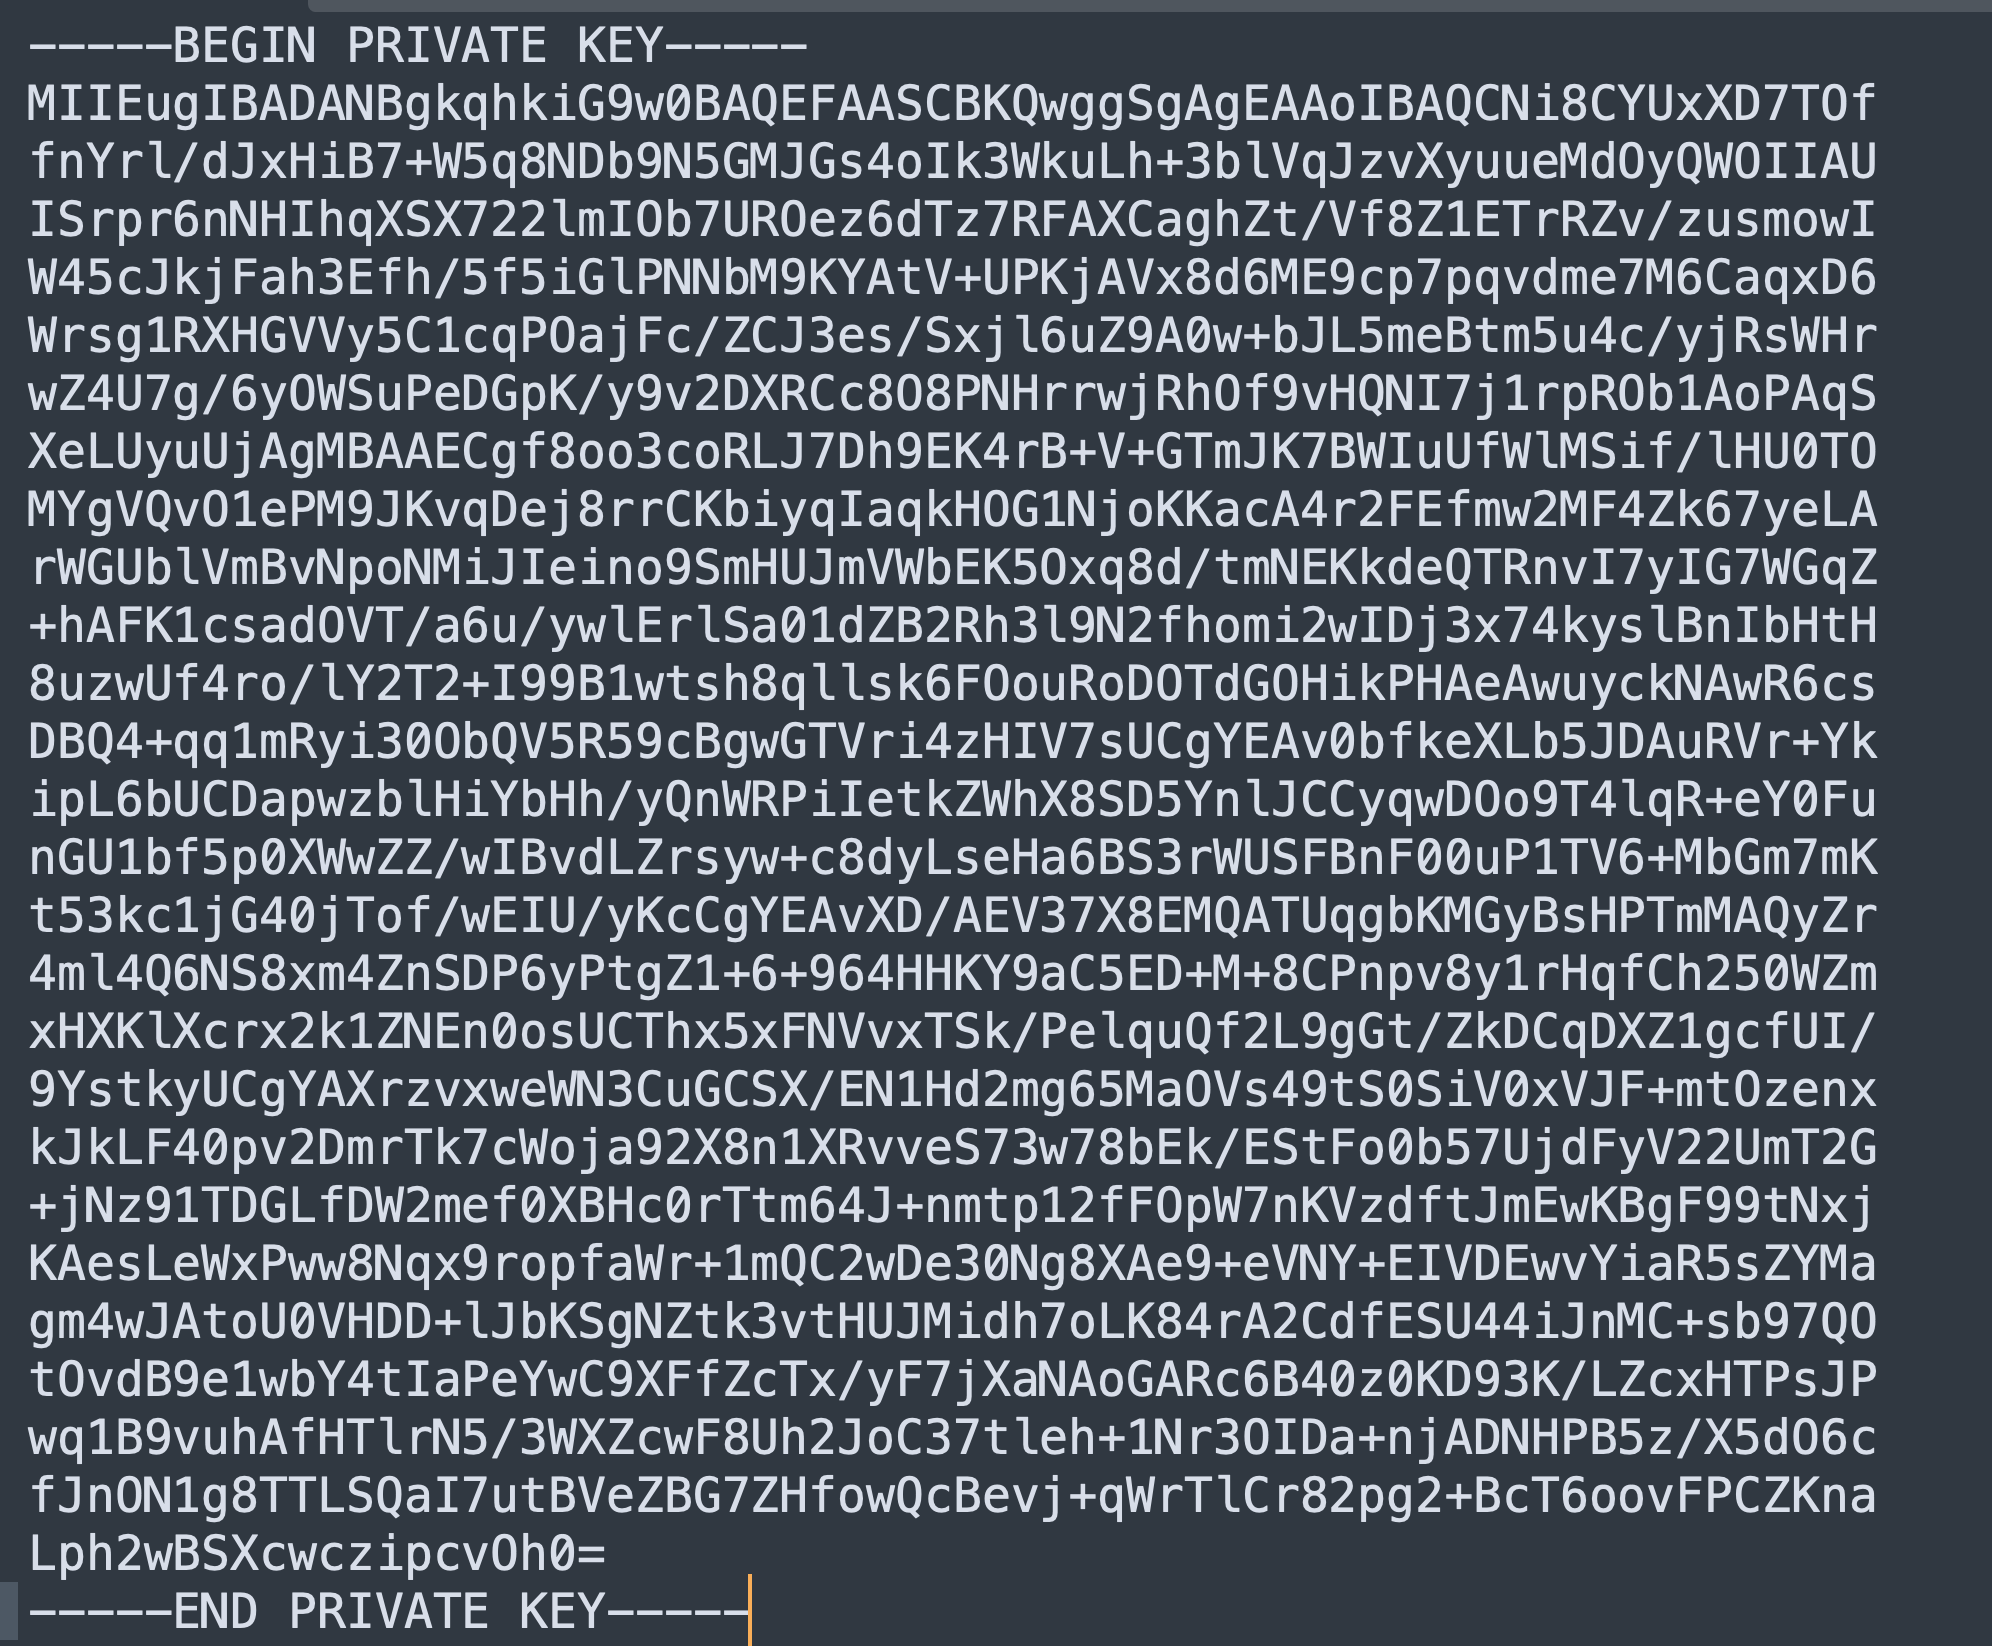 -----BEGIN PRIVATE KEY-----
MIIEugIBADANBgkqhkiG9w0BAQEFAASCBKQwggSgAgEAAoIBAQCNi8CYUxXD7TOf
fnYrl/dJxHiB7+W5q8NDb9N5GMJGs4oIk3WkuLh+3blVqJzvXyuueMdOyQWOIIAU
ISrpr6nNHIhqXSX722lmIOb7UROez6dTz7RFAXCaghZt/Vf8Z1ETrRZv/zusmowI
W45cJkjFah3Efh/5f5iGlPNNbM9KYAtV+UPKjAVx8d6ME9cp7pqvdme7M6CaqxD6
Wrsg1RXHGVVy5C1cqPOajFc/ZCJ3es/Sxjl6uZ9A0w+bJL5meBtm5u4c/yjRsWHr
wZ4U7g/6yOWSuPeDGpK/y9v2DXRCc8O8PNHrrwjRhOf9vHQNI7j1rpROb1AoPAqS
XeLUyuUjAgMBAAECgf8oo3coRLJ7Dh9EK4rB+V+GTmJK7BWIuUfWlMSif/lHU0TO
MYgVQvO1ePM9JKvqDej8rrCKbiyqIaqkHOG1NjoKKacA4r2FEfmw2MF4Zk67yeLA
rWGUblVmBvNpoNMiJIeino9SmHUJmVWbEK5Oxq8d/tmNEKkdeQTRnvI7yIG7WGqZ
+hAFK1csadOVT/a6u/ywlErlSa01dZB2Rh3l9N2fhomi2wIDj3x74kyslBnIbHtH
8uzwUf4ro/lY2T2+I99B1wtsh8qllsk6FOouRoDOTdGOHikPHAeAwuyckNAwR6cs
DBQ4+qq1mRyi30ObQV5R59cBgwGTVri4zHIV7sUCgYEAv0bfkeXLb5JDAuRVr+Yk
ipL6bUCDapwzblHiYbHh/yQnWRPiIetkZWhX8SD5YnlJCCyqwDOo9T4lqR+eY0Fu
nGU1bf5p0XWwZZ/wIBvdLZrsyw+c8dyLseHa6BS3rWUSFBnF00uP1TV6+MbGm7mK
t53kc1jG40jTof/wEIU/yKcCgYEAvXD/AEV37X8EMQATUqgbKMGyBsHPTmMAQyZr
4ml4Q6NS8xm4ZnSDP6yPtgZ1+6+964HHKY9aC5ED+M+8CPnpv8y1rHqfCh250WZm
xHXKlXcrx2k1ZNEn0osUCThx5xFNVvxTSk/PelquQf2L9gGt/ZkDCqDXZ1gcfUI/
9YstkyUCgYAXrzvxweWN3CuGCSX/EN1Hd2mg65MaOVs49tS0SiV0xVJF+mtOzenx
kJkLF40pv2DmrTk7cWoja92X8n1XRvveS73w78bEk/EStFo0b57UjdFyV22UmT2G
+jNz91TDGLfDW2mef0XBHc0rTtm64J+nmtp12fFOpW7nKVzdftJmEwKBgF99tNxj
KAesLeWxPww8Nqx9ropfaWr+1mQC2wDe30Ng8XAe9+eVNY+EIVDEwvYiaR5sZYMa
gm4wJAtoU0VHDD+lJbKSgNZtk3vtHUJMidh7oLK84rA2CdfESU44iJnMC+sb97QO
tOvdB9e1wbY4tIaPeYwC9XFfZcTx/yF7jXaNAoGARc6B40z0KD93K/LZcxHTPsJP
wq1B9vuhAfHTlrN5/3WXZcwF8Uh2JoC37tleh+1Nr3OIDa+njADNHPB5z/X5dO6c
fJnON1g8TTLSQaI7utBVeZBG7ZHfowQcBevj+qWrTlCr82pg2+BcT6oovFPCZKna
Lph2wBSXcwczipcvOh0=
-----END PRIVATE KEY-----